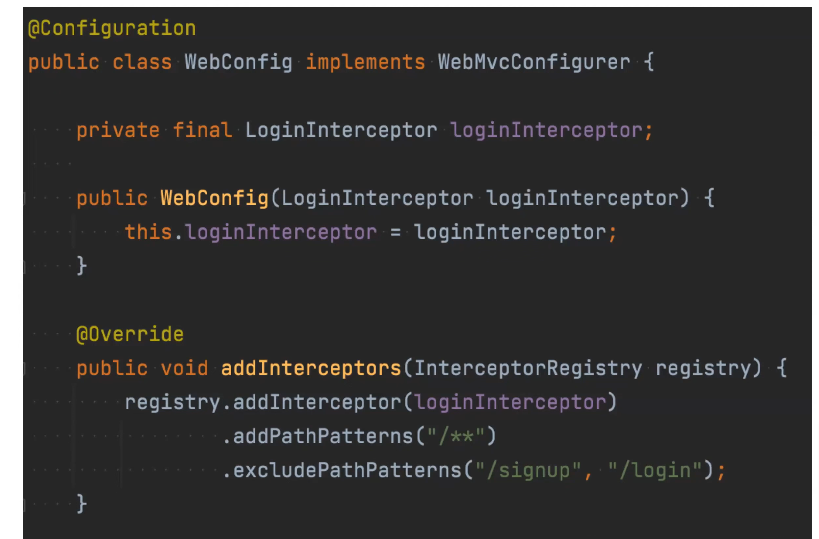 @Configuration
public class WebConfig implements WebMvcConfigurer {
private final LoginInterceptor loginInterceptor;
public WebConfig(LoginInterceptor loginInterceptor) {
this.loginInterceptor = loginInterceptor;
}
@Override
public void addInterceptors(InterceptorRegistry registry) {
registry.addInterceptor(loginInterceptor)
.addPathPatterns("/**")
.excludePathPatterns("/signup", "/login");
}